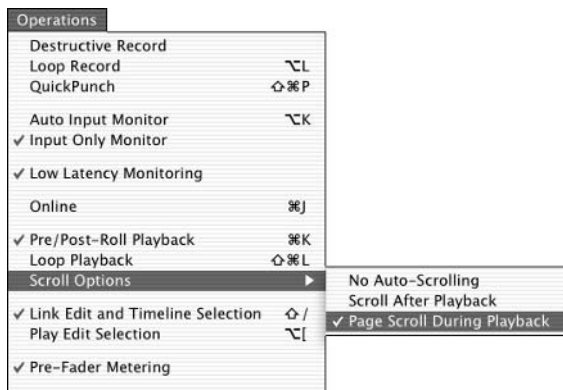 Operations
Destructive Record
Loop Record ⌥L
QuickPunch ⇧⌘P
Auto Input Monitor ⌥K
✓ Input Only Monitor
✓ Low Latency Monitoring
Online ⌘J
✓ Pre/Post-Roll Playback ⌘K
Loop Playback ⇧⌘L
Scroll Options ▶
No Auto-Scrolling
Scroll After Playback
✓ Page Scroll During Playback
✓ Link Edit and Timeline Selection ⇧/
Play Edit Selection ⌥[
✓ Pre-Fader Metering